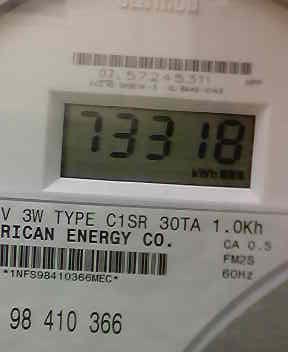 73318
kWh
V 3W TYPE C1SR 30TA 1.0Kh
RICAN ENERGY CO.
CA 0.5
FM2S
*1NFS98410366MEC*
60Hz
98 410 366